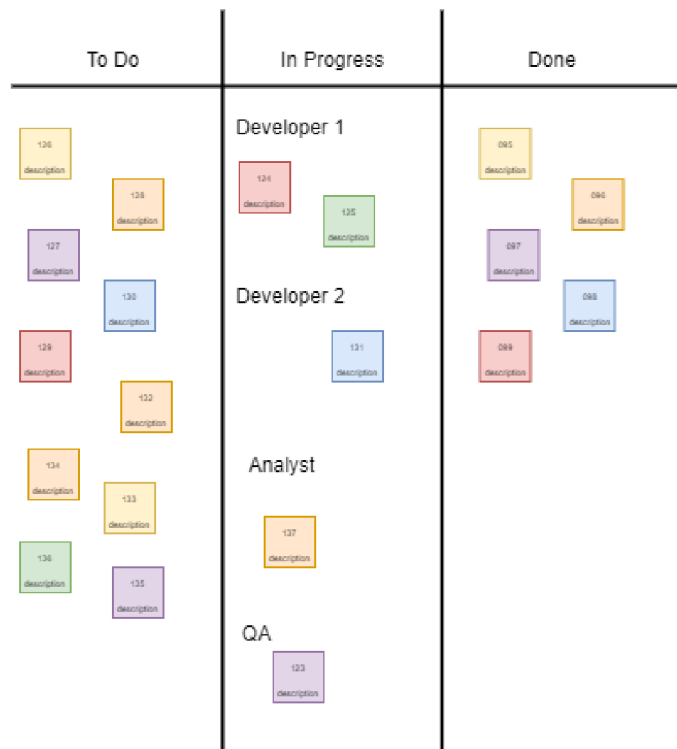 To Do
In Progress
Done
126
description
128
description
127
description
130
description
129
description
132
description
134
description
133
description
136
description
135
description
Developer 1
124
description
125
description
Developer 2
131
description
Analyst
137
description
QA
123
description
095
description
096
description
097
description
098
description
099
description